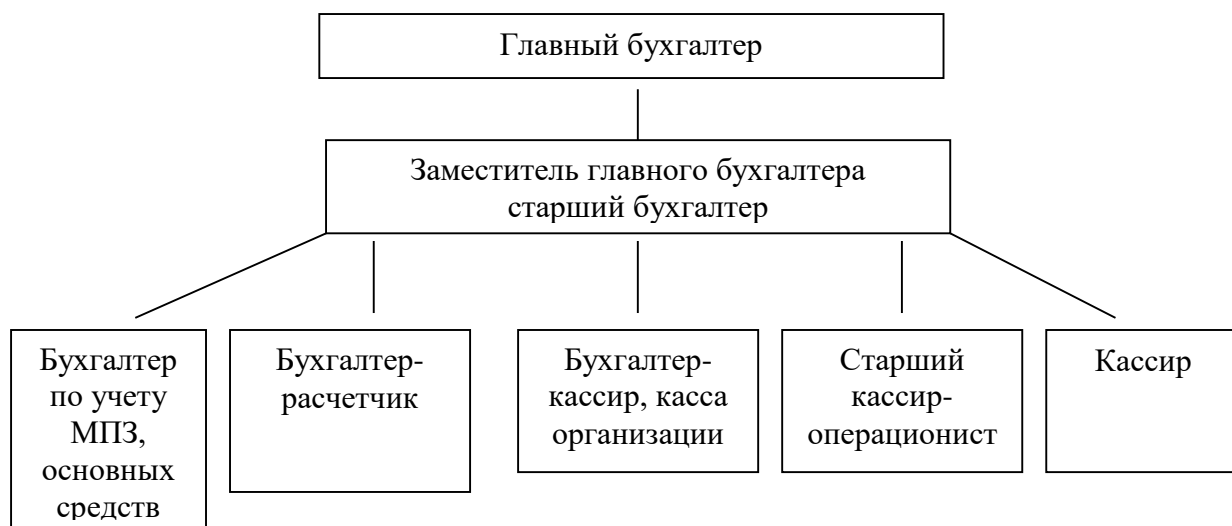 Главный бухгалтер
Заместитель главного бухгалтера
старший бухгалтер
Бухгалтер
по учету
МПЗ,
основных
средств
Бухгалтер-
расчетчик
Бухгалтер-
кассир, касса
организации
Старший
кассир-
операционист
Кассир